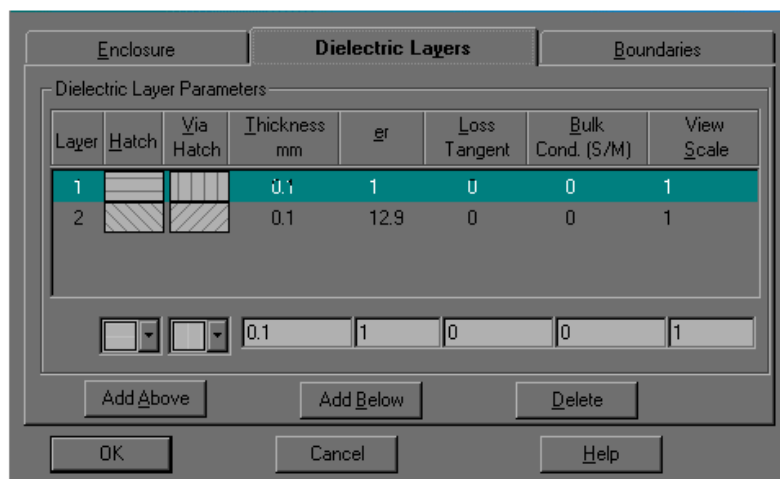 Enclosure Dielectric Layers Boundaries
Dielectric Layer Parameters
Layer Hatch Via Hatch Thickness mm er Loss Tangent Bulk Cond. (S/M) View Scale
1 0.1 1 0 0 1
2 0.1 12.9 0 0 1
0.1 1 0 0 1
Add Above Add Below Delete
OK Cancel Help